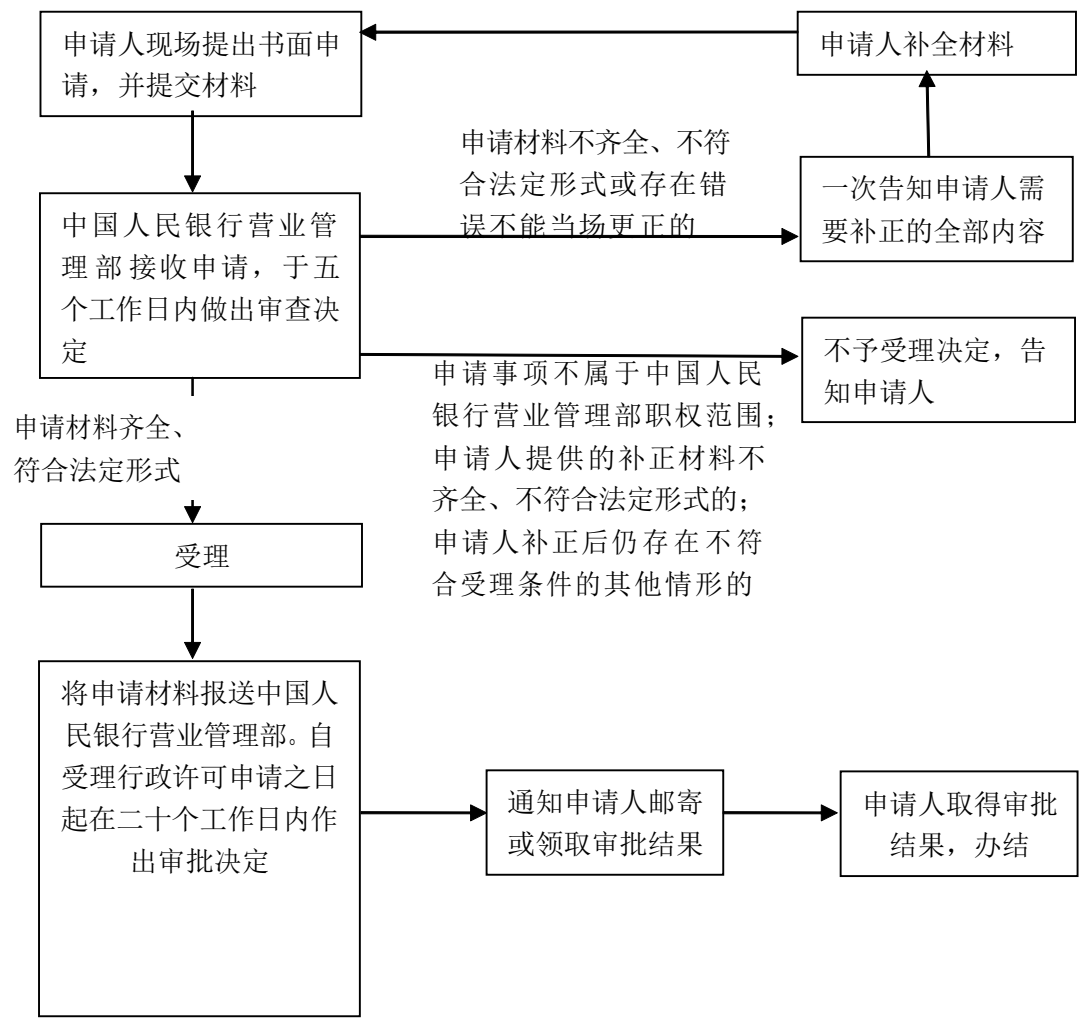 申请人现场提出书面申
请，并提交材料
申请人补全材料
申请材料不齐全、不符
合法定形式或存在错
误不能当场更正的
一次告知申请人需
要补正的全部内容
中国人民银行营业管
理部接收申请，于五
个工作日内做出审查决
定
不予受理决定，告
知申请人
申请事项不属于中国人民
银行营业管理部职权范围；
申请人提供的补正材料不
齐全、不符合法定形式的；
申请人补正后仍存在不符
合受理条件的其他情形的
申请材料齐全、
符合法定形式
受理
将申请材料报送中国人
民银行营业管理部。自
受理行政许可申请之日
起在二十个工作日内作
出审批决定
通知申请人邮寄
或领取审批结果
申请人取得审批
结果，办结